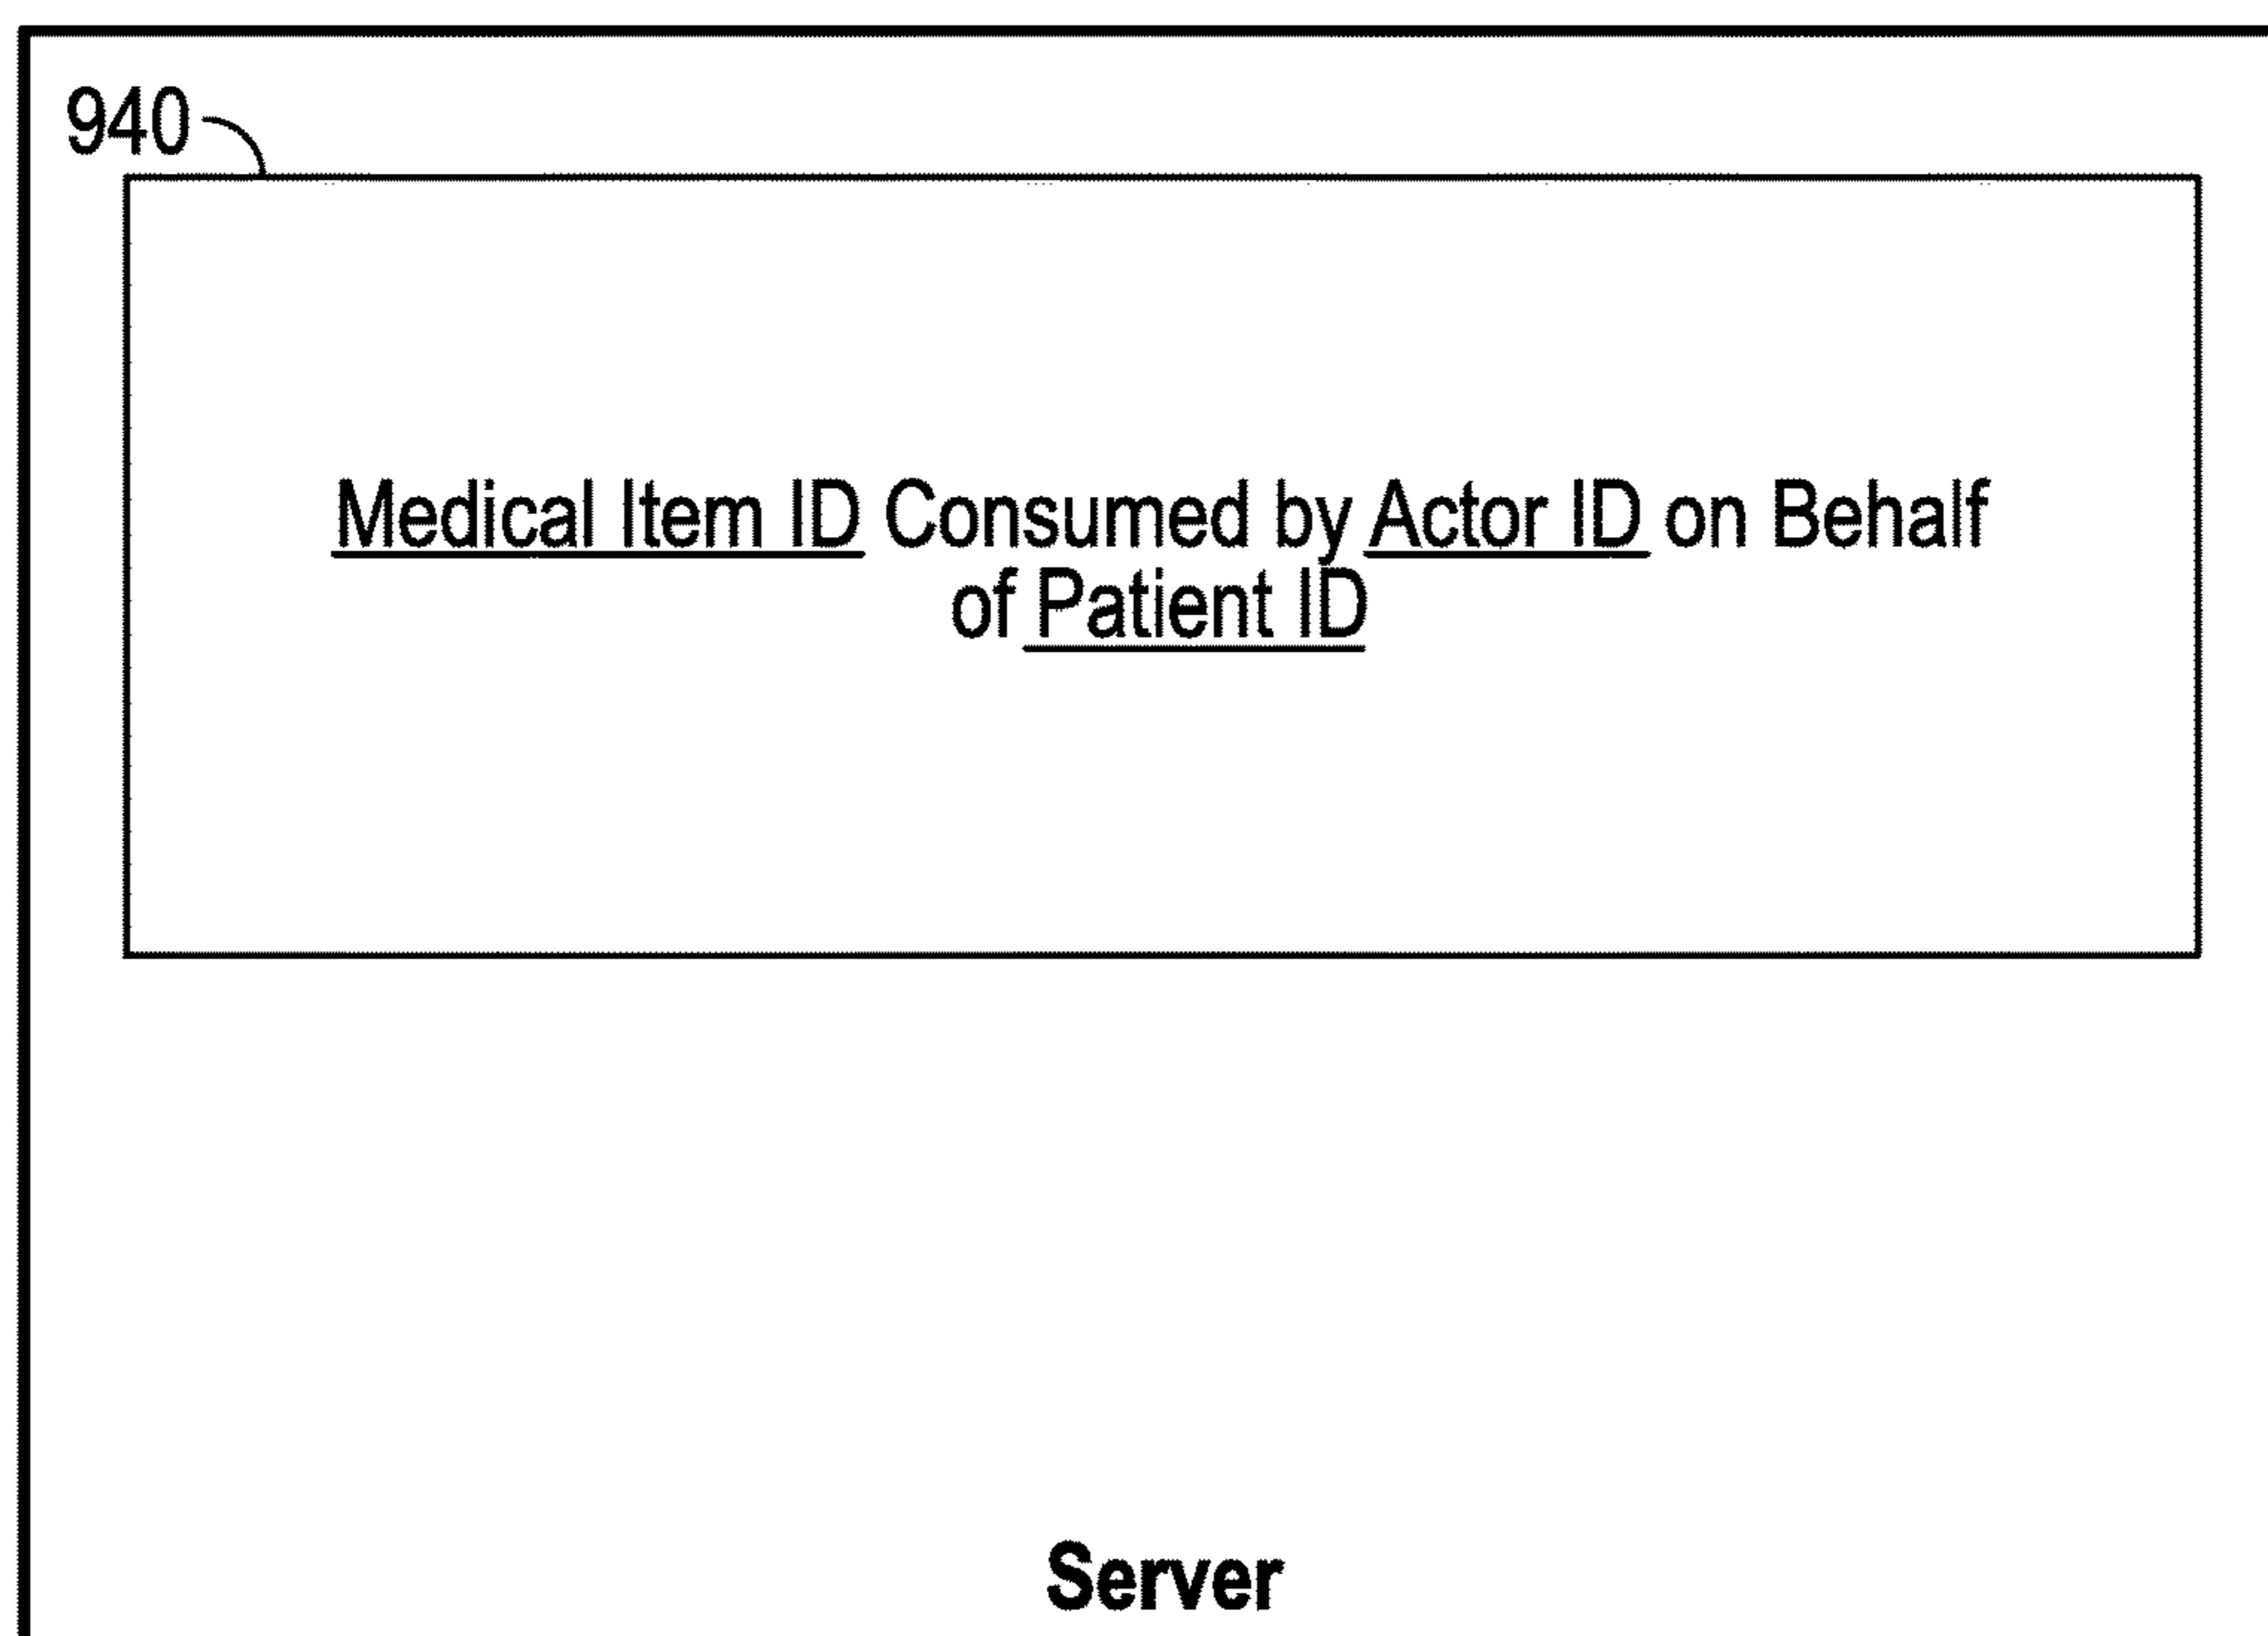 940
Medical Item ID Consumed by Actor ID on Behalf
of Patient ID
Server